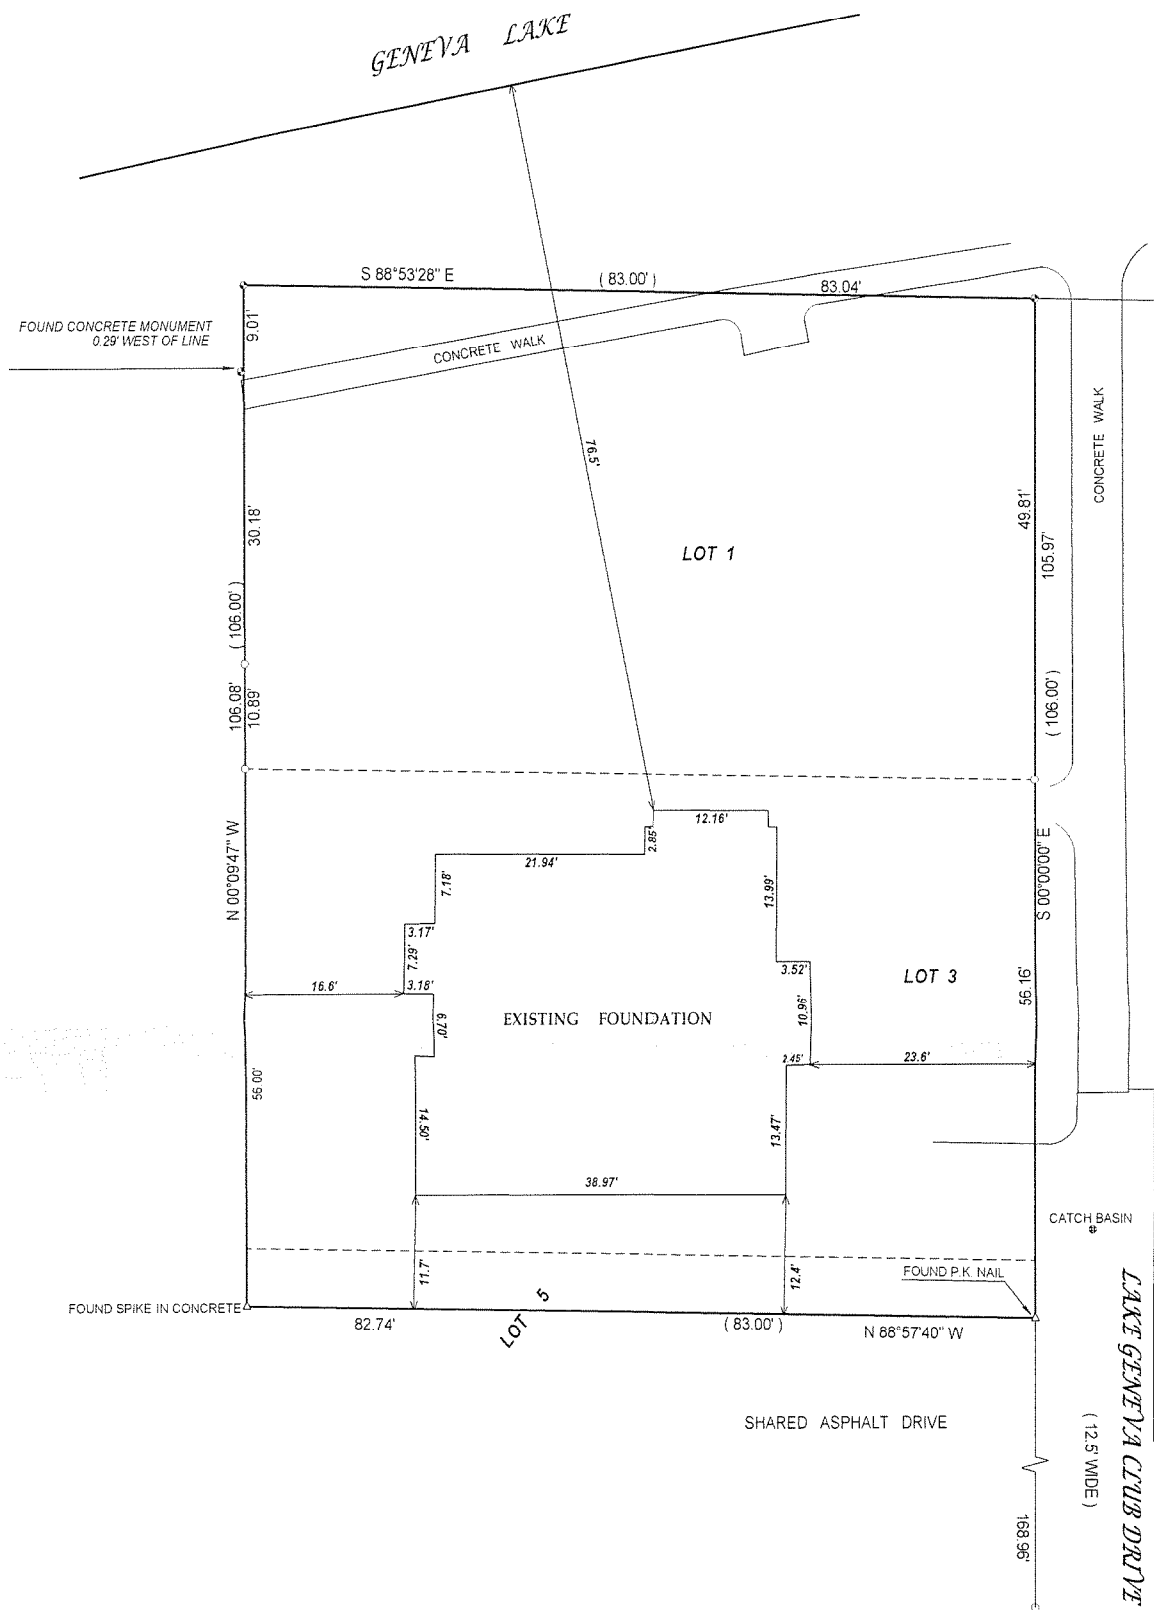 GENEVA LAKE
S 88°53'28" E
( 83.00' )
83.04'
FOUND CONCRETE MONUMENT
0.29' WEST OF LINE
9.01'
CONCRETE WALK
CONCRETE WALK
76.5'
30.18'
49.81'
LOT 1
105.97'
( 106.00' )
( 106.00' )
106.08'
10.89'
12.16'
2.85'
21.94'
N 00°09'47" W
S 00°00'00" E
7.18'
13.99'
3.17'
7.29'
3.52'
LOT 3
16.6'
3.18'
10.96'
56.16'
6.70'
EXISTING FOUNDATION
2.45'
23.6'
56.00'
14.50'
13.47'
38.97'
CATCH BASIN
11.7'
12.4'
FOUND P.K. NAIL
FOUND SPIKE IN CONCRETE
82.74'
LOT 5
( 83.00' )
N 88°57'40" W
SHARED ASPHALT DRIVE
( 12.5' WIDE )
LAKE GENEVA CLUB DRIVE
168.96'